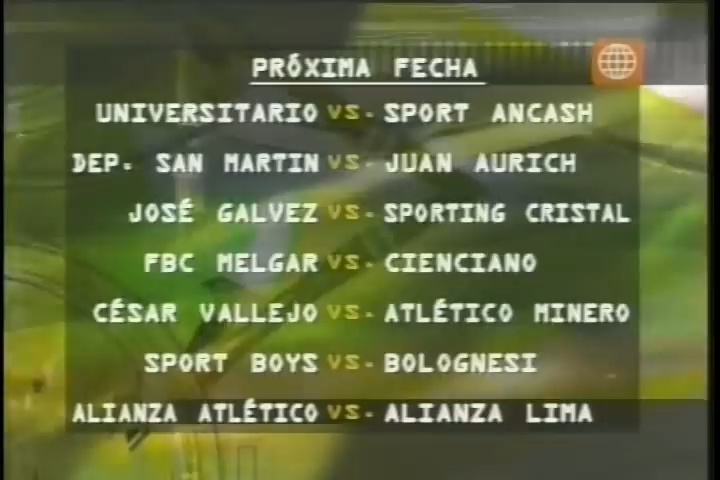 PRÓXIMA FECHA
UNIVERSITARIO VS. SPORT ANCASH
DEP. SAN MARTIN VS. JUAN AURICH
JOSÉ GALVEZ VS. SPORTING CRISTAL
FBC MELGAR VS. CIENCIANO
CÉSAR VALLEJO VS. ATLÉTICO MINERO
SPORT BOYS VS. BOLOGNESI
ALIANZA ATLÉTICO VS. ALIANZA LIMA